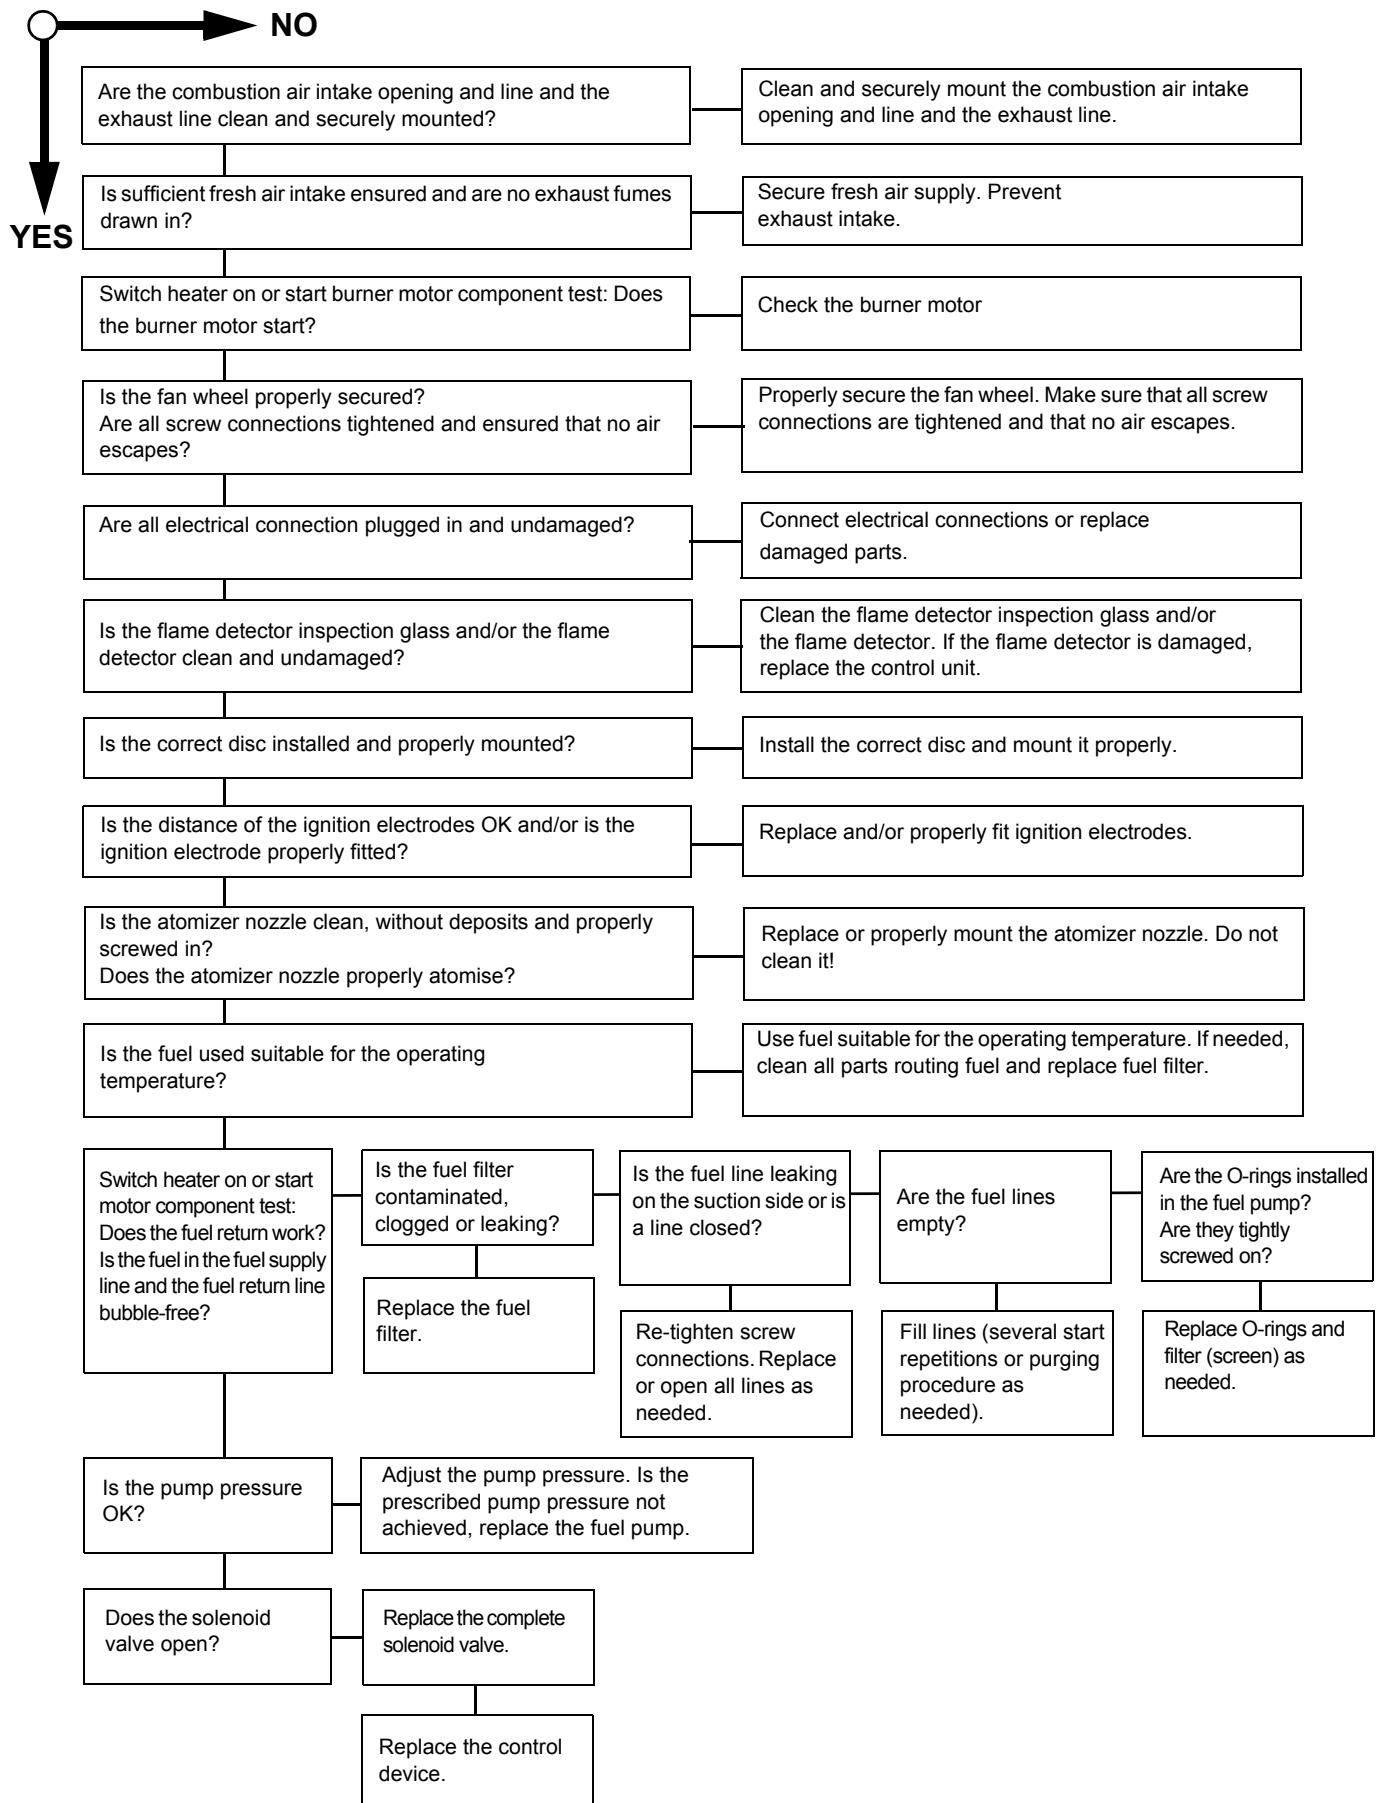 NO
YES
Are the combustion air intake opening and line and the
exhaust line clean and securely mounted?
Clean and securely mount the combustion air intake
opening and line and the exhaust line.
Is sufficient fresh air intake ensured and are no exhaust fumes
drawn in?
Secure fresh air supply. Prevent
exhaust intake.
Switch heater on or start burner motor component test: Does
the burner motor start?
Check the burner motor
Is the fan wheel properly secured?
Are all screw connections tightened and ensured that no air
escapes?
Properly secure the fan wheel. Make sure that all screw
connections are tightened and that no air escapes.
Are all electrical connection plugged in and undamaged?
Connect electrical connections or replace
damaged parts.
Is the flame detector inspection glass and/or the flame
detector clean and undamaged?
Clean the flame detector inspection glass and/or
the flame detector. If the flame detector is damaged,
replace the control unit.
Is the correct disc installed and properly mounted?
Install the correct disc and mount it properly.
Is the distance of the ignition electrodes OK and/or is the
ignition electrode properly fitted?
Replace and/or properly fit ignition electrodes.
Is the atomizer nozzle clean, without deposits and properly
screwed in?
Does the atomizer nozzle properly atomise?
Replace or properly mount the atomizer nozzle. Do not
clean it!
Is the fuel used suitable for the operating
temperature?
Use fuel suitable for the operating temperature. If needed,
clean all parts routing fuel and replace fuel filter.
Switch heater on or start
motor component test:
Does the fuel return work?
Is the fuel in the fuel supply
line and the fuel return line
bubble-free?
Is the fuel filter
contaminated,
clogged or leaking?
Replace the fuel
filter.
Is the fuel line leaking
on the suction side or is
a line closed?
Re-tighten screw
connections. Replace
or open all lines as
needed.
Are the fuel lines
empty?
Fill lines (several start
repetitions or purging
procedure as
needed).
Are the O-rings installed
in the fuel pump?
Are they tightly
screwed on?
Replace O-rings and
filter (screen) as
needed.
Is the pump pressure
OK?
Adjust the pump pressure. Is the
prescribed pump pressure not
achieved, replace the fuel pump.
Does the solenoid
valve open?
Replace the complete
solenoid valve.
Replace the control
device.